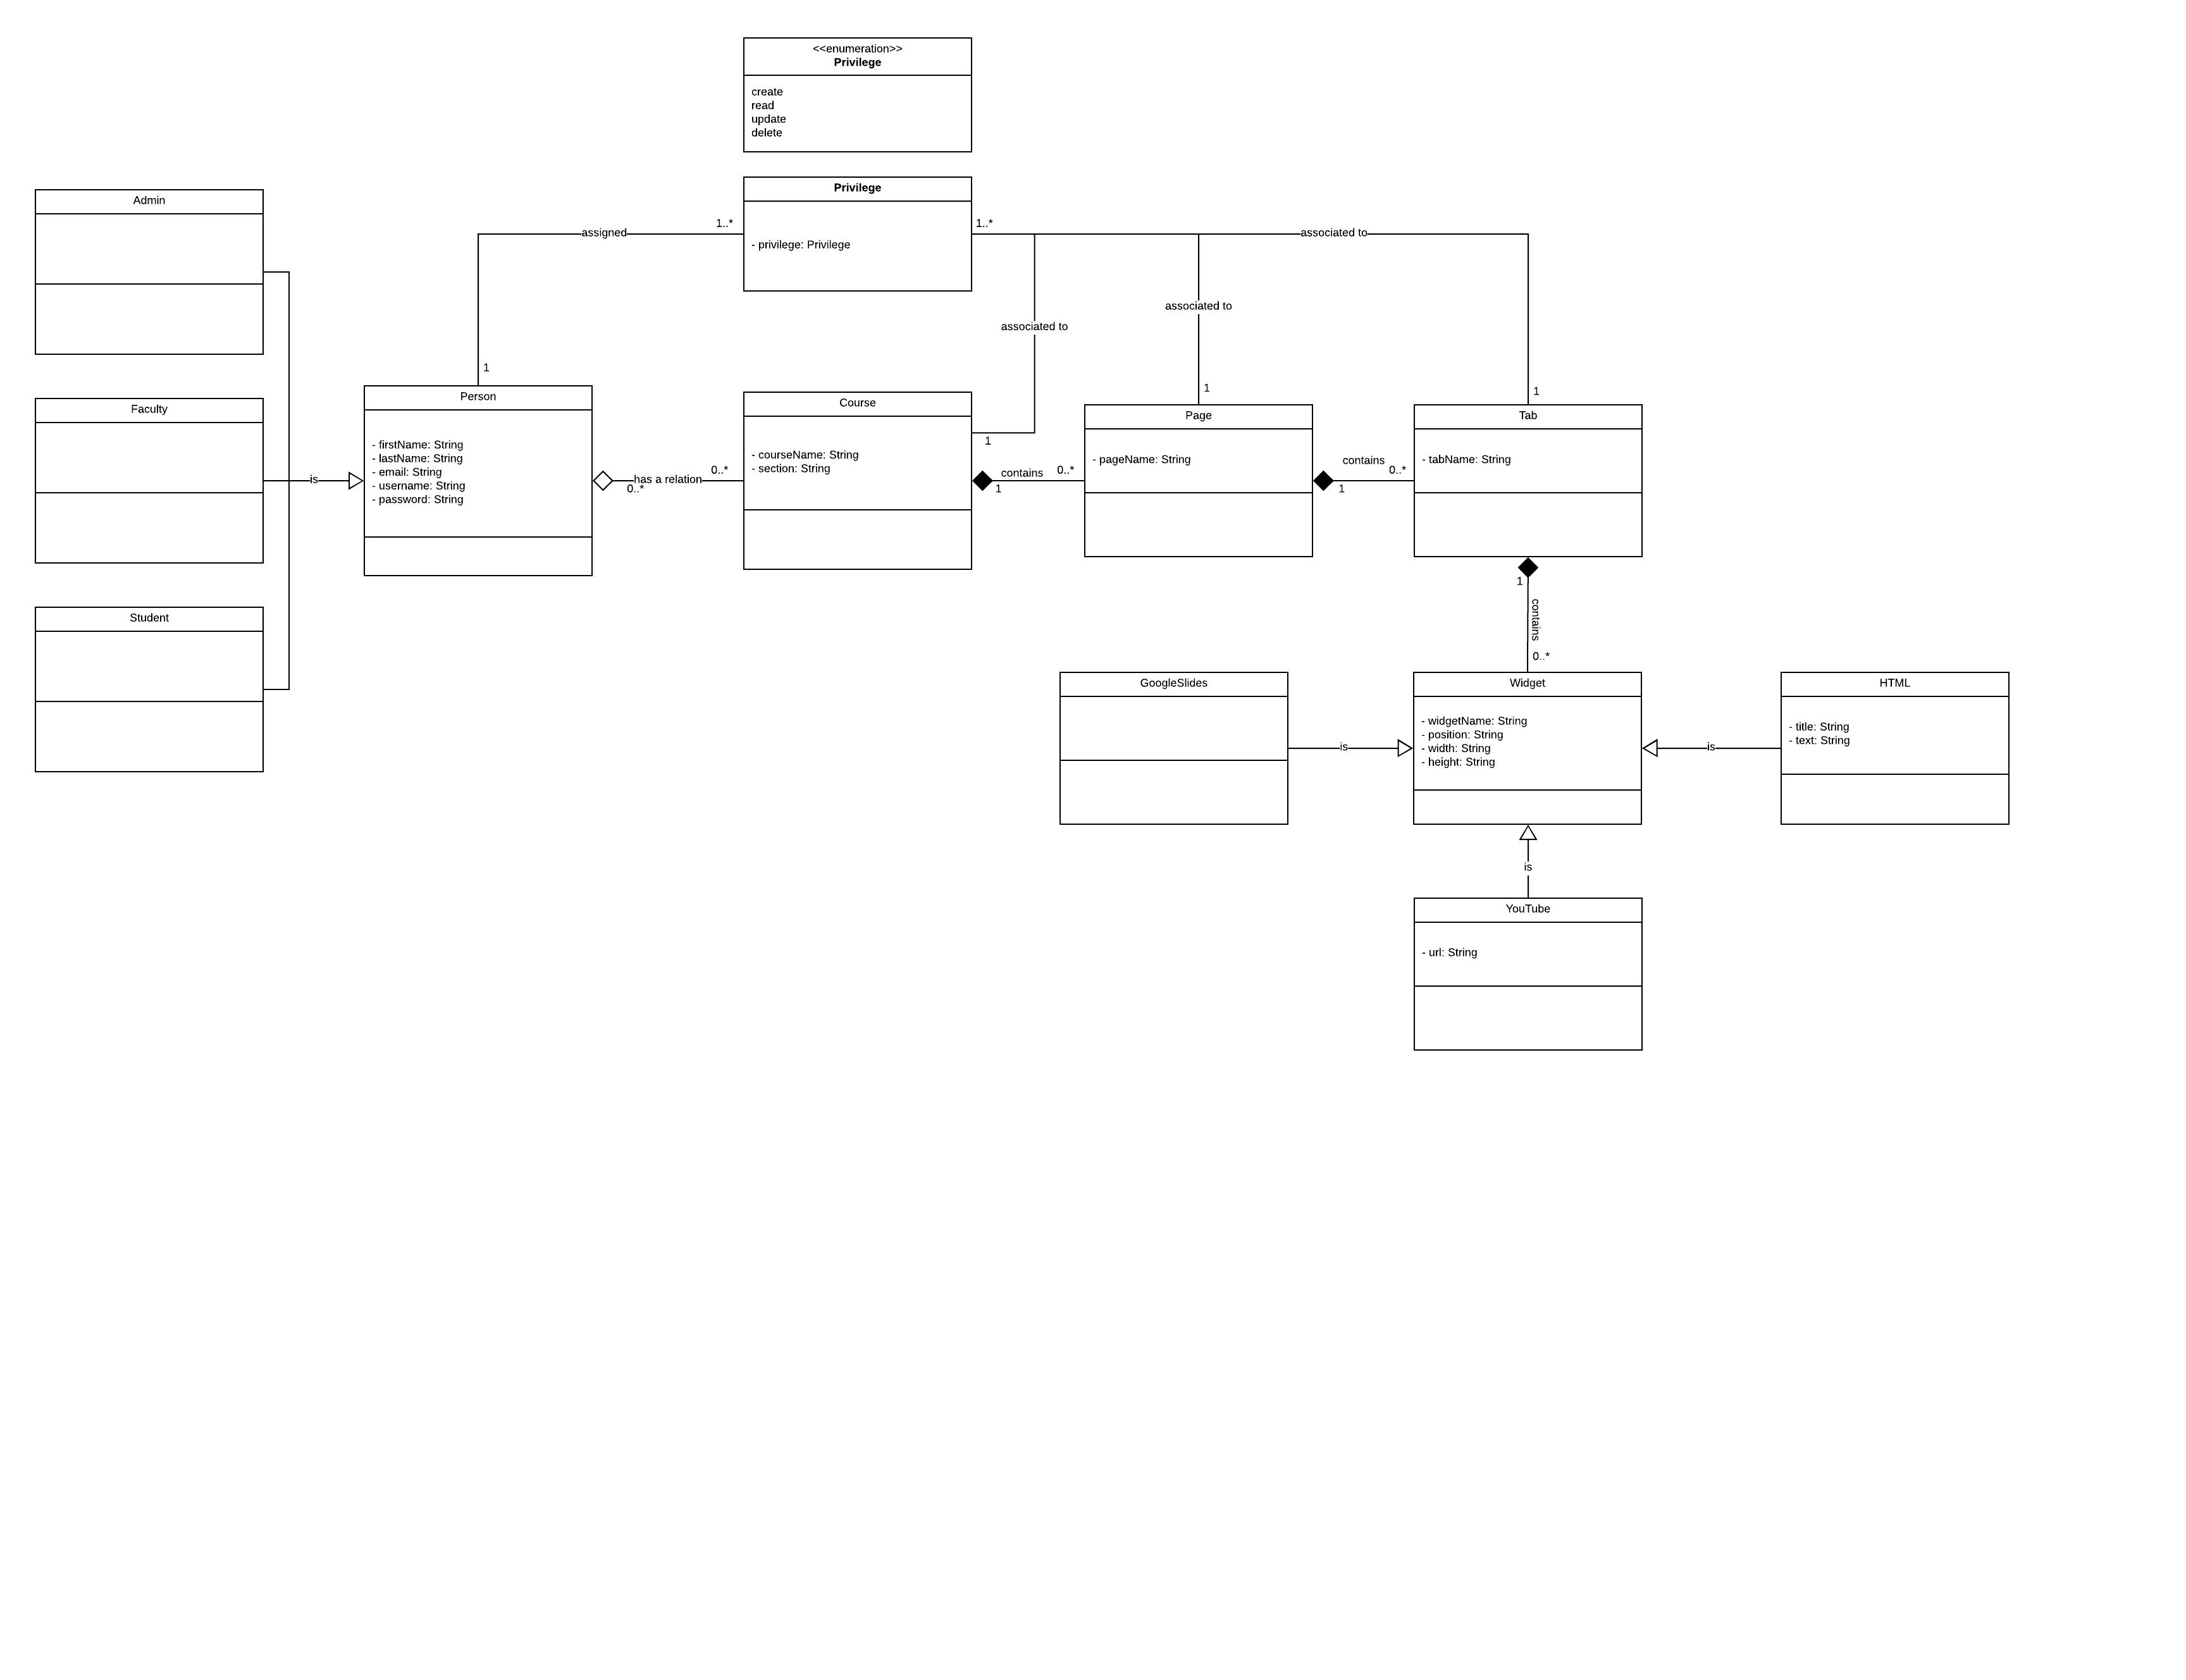 <<enumeration>>
Privilege
create
read
update
delete
Privilege
- privilege: Privilege
1..*
1..*
assigned
associated to
associated to
associated to
Admin
Faculty
Student
is
1
Person
- firstName: String
- lastName: String
- email: String
- username: String
- password: String
has a relation
0..*
0..*
Course
- courseName: String
- section: String
1
contains
0..*
1
1
Page
- pageName: String
contains
0..*
1
1
Tab
- tabName: String
1
contains
0..*
GoogleSlides
is
Widget
- widgetName: String
- position: String
- width: String
- height: String
is
HTML
- title: String
- text: String
is
YouTube
- url: String